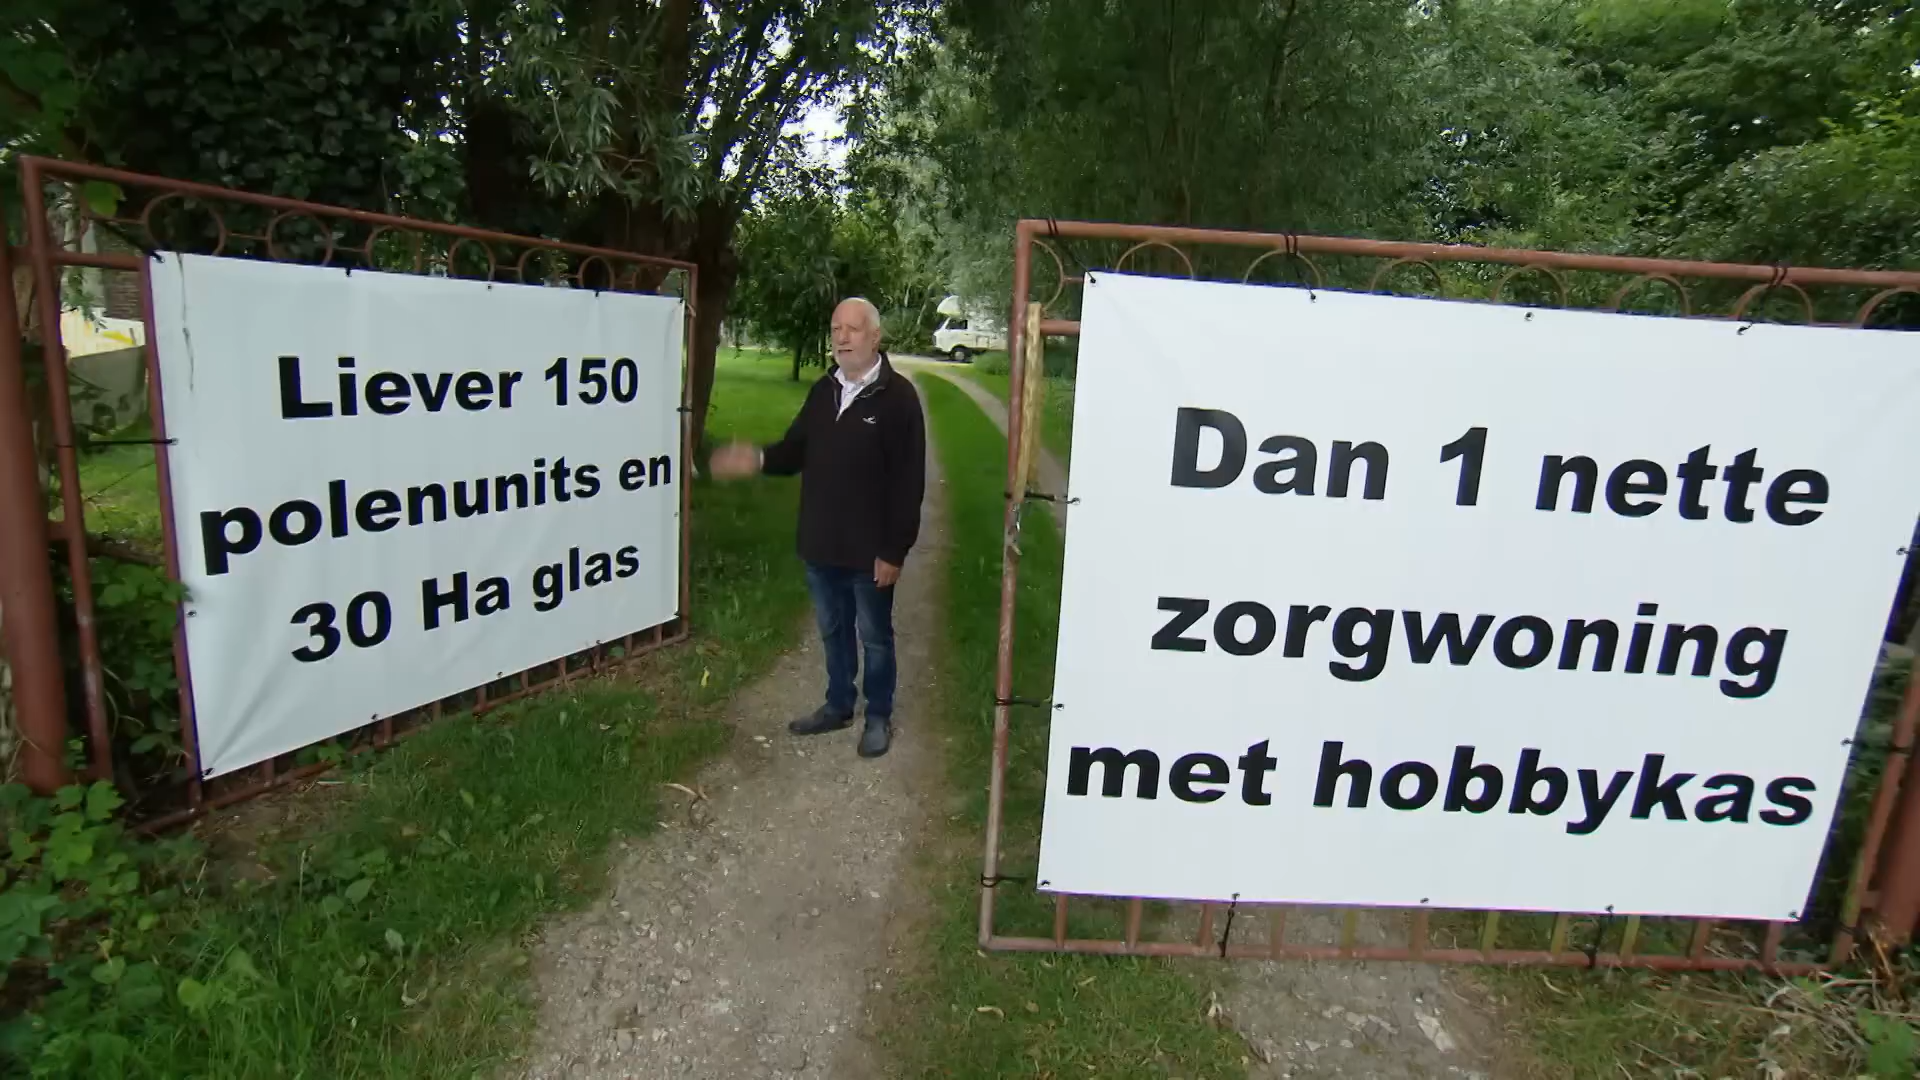 Liever 150
polenunits en
30 Ha glas
Dan 1 nette
zorgwoning
met hobbykas